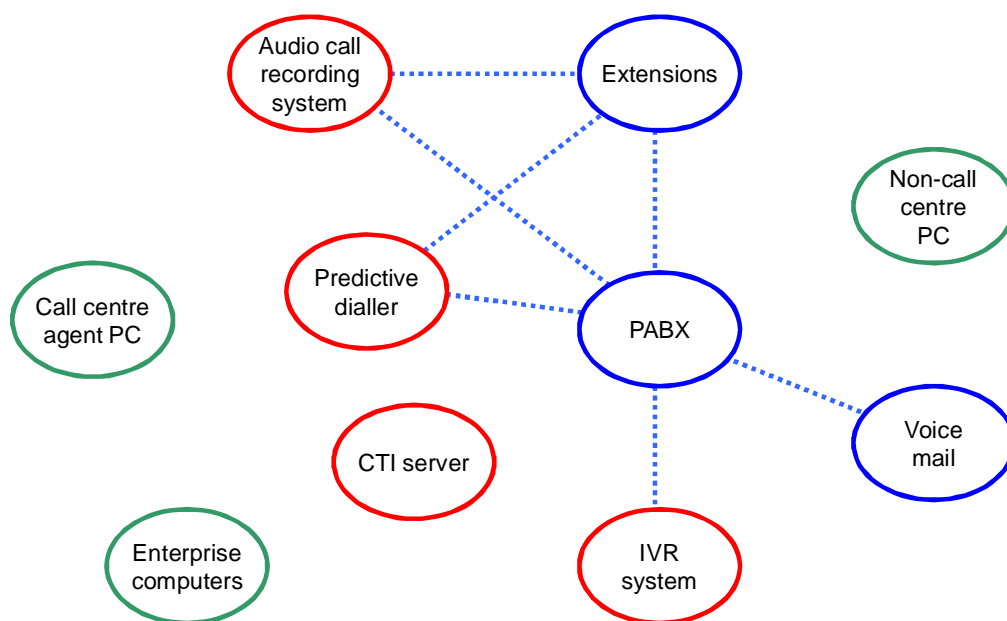 Audio call
recording
system
Extensions
Non-call
centre
PC
Predictive
dialler
Call centre
agent PC
PABX
Voice
mail
CTI server
Enterprise
computers
IVR
system